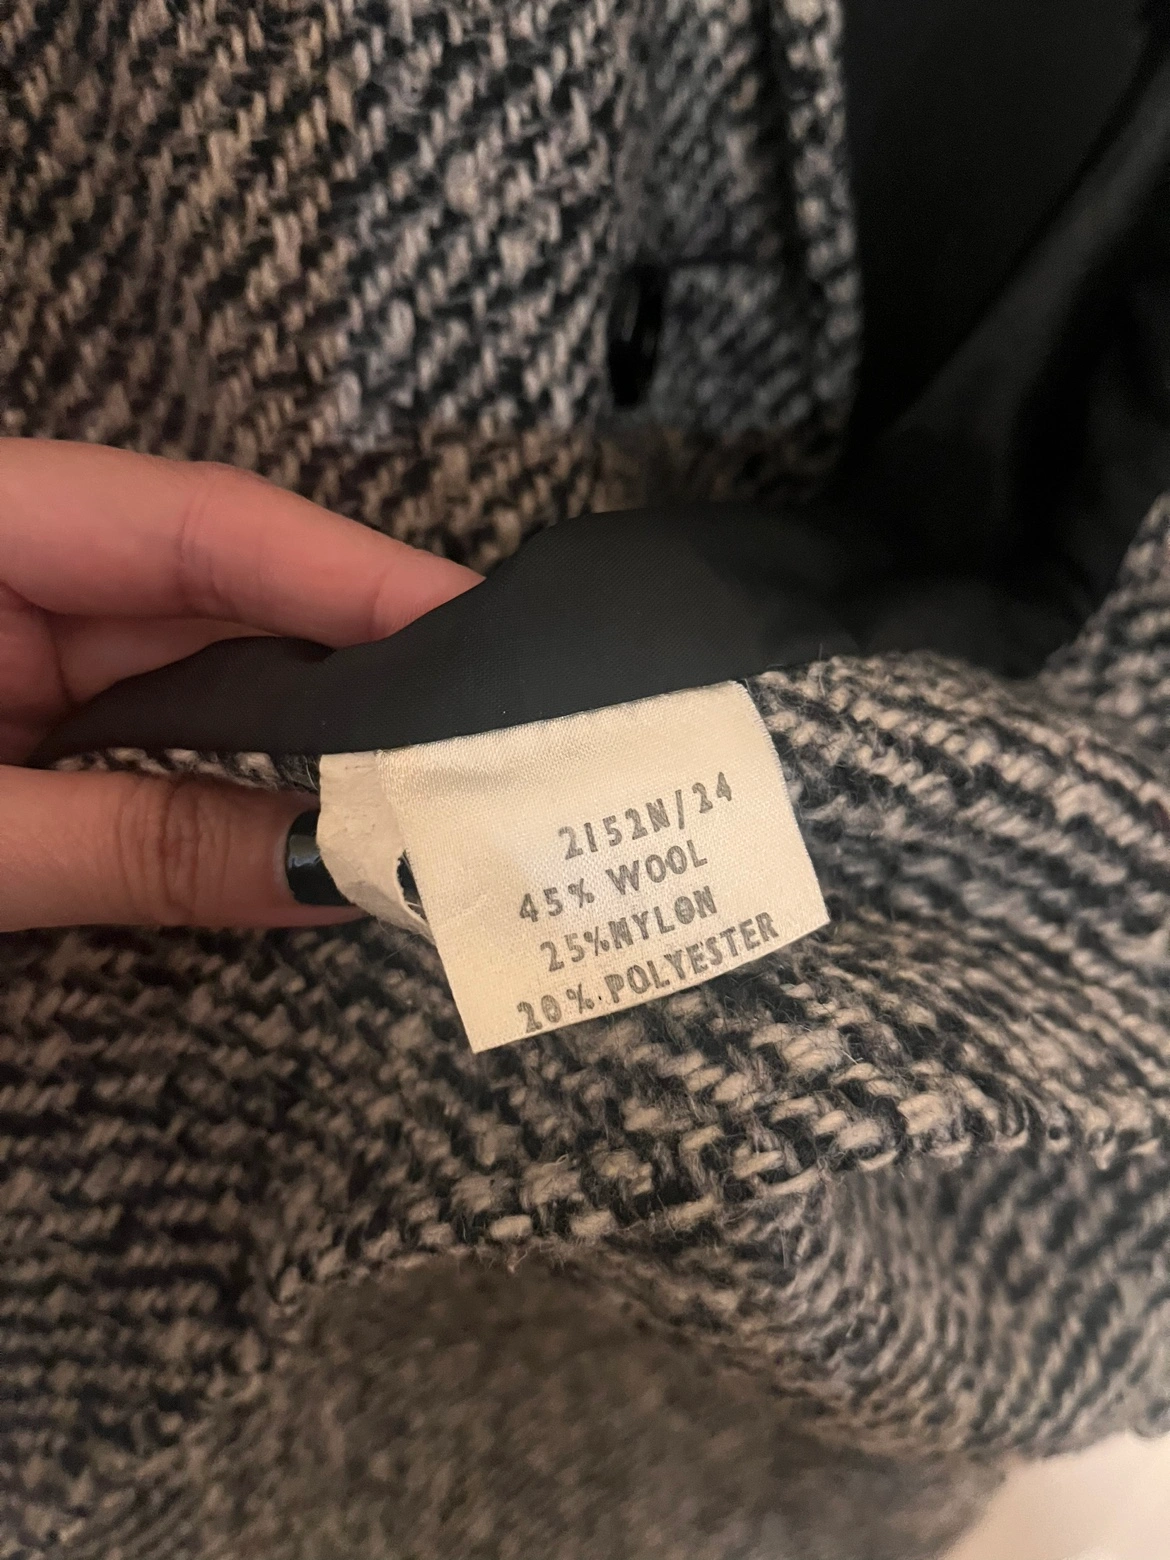 2152N/24
45% WOOL
25%NYLON
20%.POLYESTER